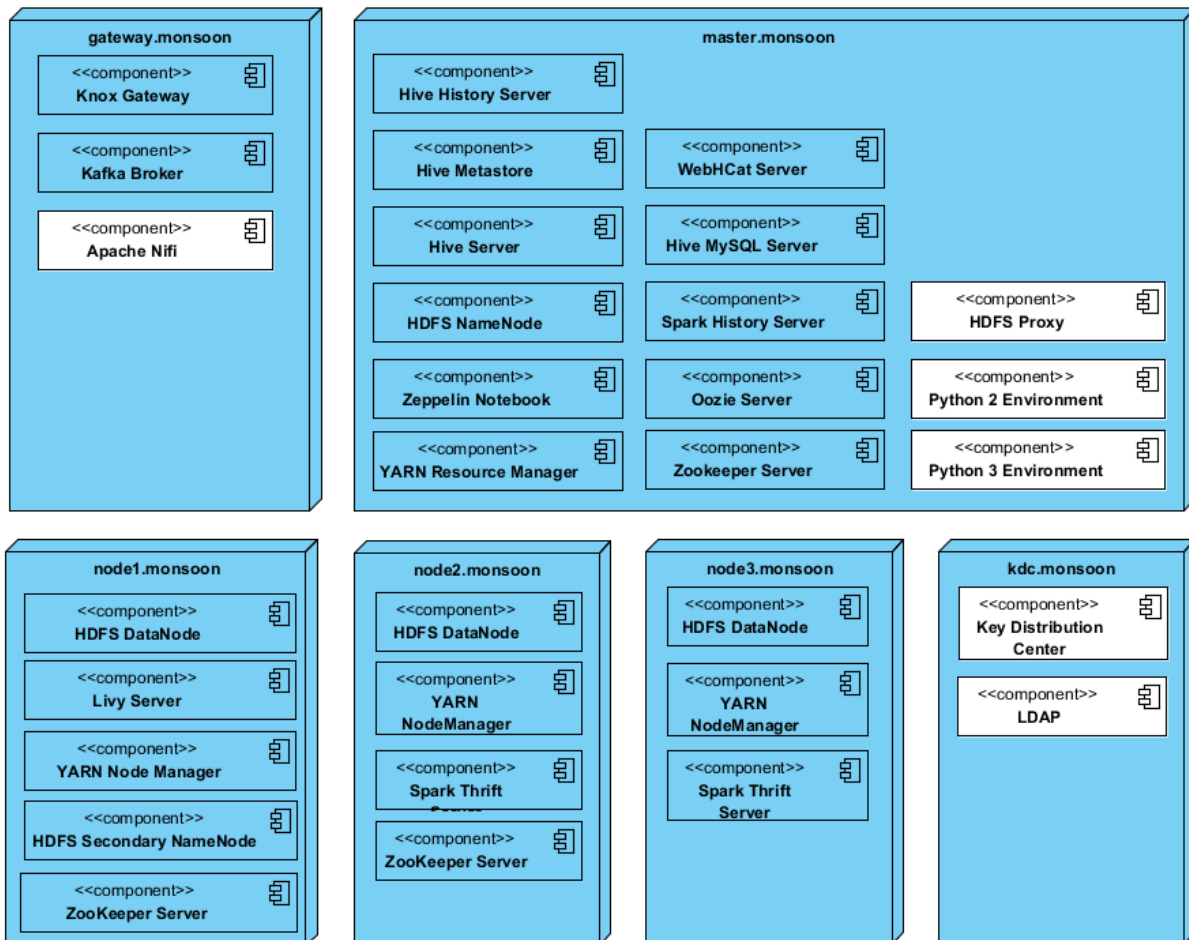 gateway.monsoon
<<component>>
Knox Gateway
<<component>>
Kafka Broker
<<component>>
Apache Nifi
master.monsoon
<<component>>
Hive History Server
<<component>>
Hive Metastore
<<component>>
Hive Server
<<component>>
HDFS NameNode
<<component>>
Zeppelin Notebook
<<component>>
YARN Resource Manager
<<component>>
WebHCat Server
<<component>>
Hive MySQL Server
<<component>>
Spark History Server
<<component>>
Oozie Server
<<component>>
Zookeeper Server
<<component>>
HDFS Proxy
<<component>>
Python 2 Environment
<<component>>
Python 3 Environment
node1.monsoon
<<component>>
HDFS DataNode
<<component>>
Livy Server
<<component>>
YARN Node Manager
<<component>>
HDFS Secondary NameNode
<<component>>
ZooKeeper Server
node2.monsoon
<<component>>
HDFS DataNode
<<component>>
YARN
NodeManager
<<component>>
Spark Thrift
<<component>>
ZooKeeper Server
node3.monsoon
<<component>>
HDFS DataNode
<<component>>
YARN
NodeManager
<<component>>
Spark Thrift
Server
kdc.monsoon
<<component>>
Key Distribution
Center
<<component>>
LDAP